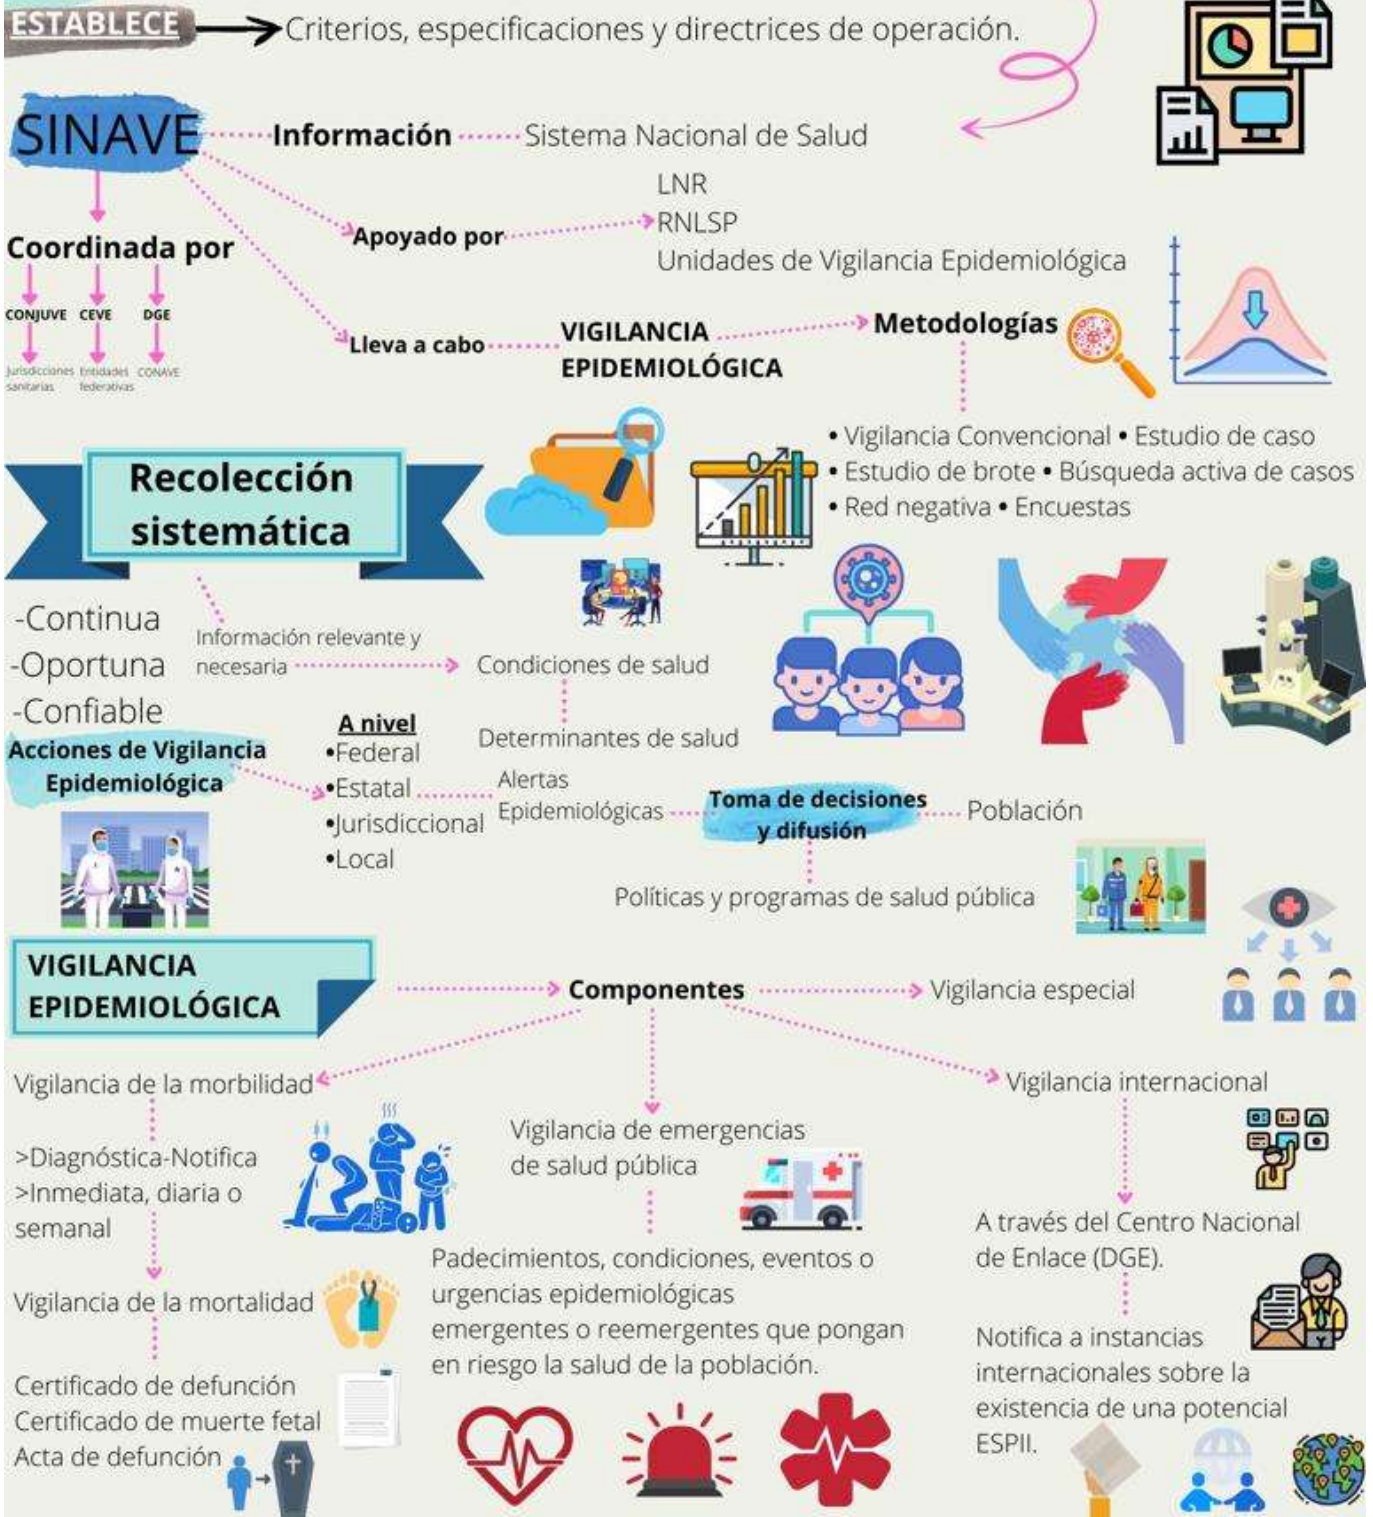 ESTABLECE
Criterios, especificaciones y directrices de operación.
SINAVE
Información
Sistema Nacional de Salud
Apoyado por
LNR
RNLSP
Unidades de Vigilancia Epidemiológica
Coordinada por
CONJUVE CEVE DGE
Jurisdicciones Entidades CONAVE
sanitarias federativas
Lleva a cabo
VIGILANCIA
EPIDEMIOLÓGICA
Metodologías
• Vigilancia Convencional • Estudio de caso
• Estudio de brote • Búsqueda activa de casos
• Red negativa • Encuestas
Recolección
sistemática
-Continua
-Oportuna
-Confiable
Información relevante y
necesaria
Condiciones de salud
Determinantes de salud
Acciones de Vigilancia
Epidemiológica
A nivel
•Federal
•Estatal
•Jurisdiccional
•Local
Alertas
Epidemiológicas
Toma de decisiones
y difusión
Población
Políticas y programas de salud pública
VIGILANCIA
EPIDEMIOLÓGICA
Componentes
Vigilancia especial
Vigilancia de la morbilidad
>Diagnóstica-Notifica
>Inmediata, diaria o
semanal
Vigilancia de la mortalidad
Certificado de defunción
Certificado de muerte fetal
Acta de defunción
Vigilancia de emergencias
de salud pública
Padecimientos, condiciones, eventos o
urgencias epidemiológicas
emergentes o reemergentes que pongan
en riesgo la salud de la población.
Vigilancia internacional
A través del Centro Nacional
de Enlace (DGE).
Notifica a instancias
internacionales sobre la
existencia de una potencial
ESPII.